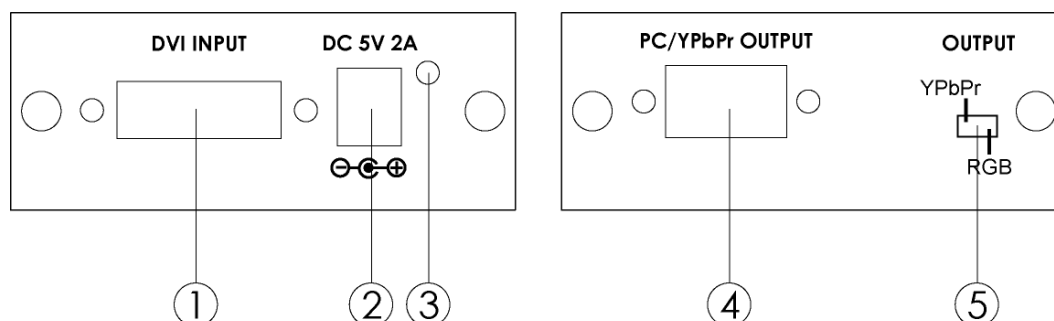 DVI INPUT
DC 5V 2A
1
2
3
PC/YPbPr OUTPUT
OUTPUT
YPbPr
RGB
4
5